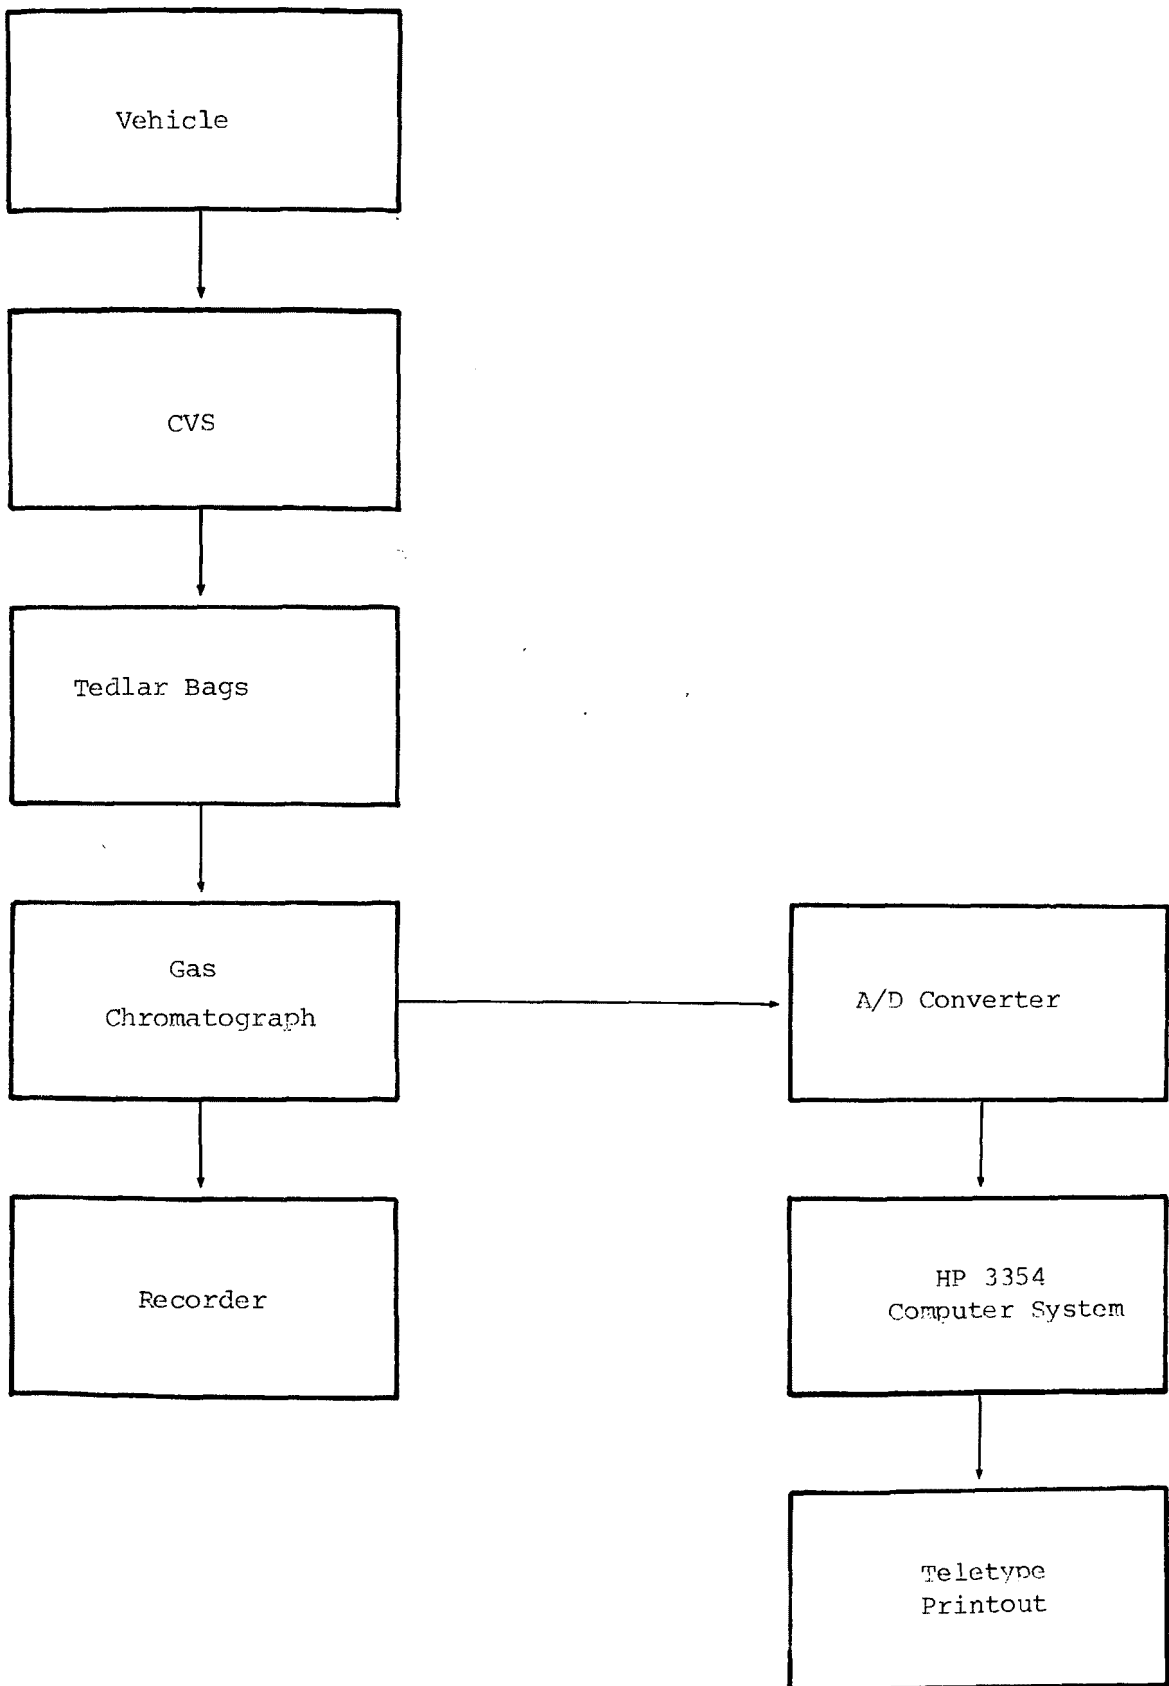 Vehicle
CVS
Tedlar Bags
Gas
Chromatograph
A/D Converter
Recorder
HP 3354
Computer System
Teletype
Printout